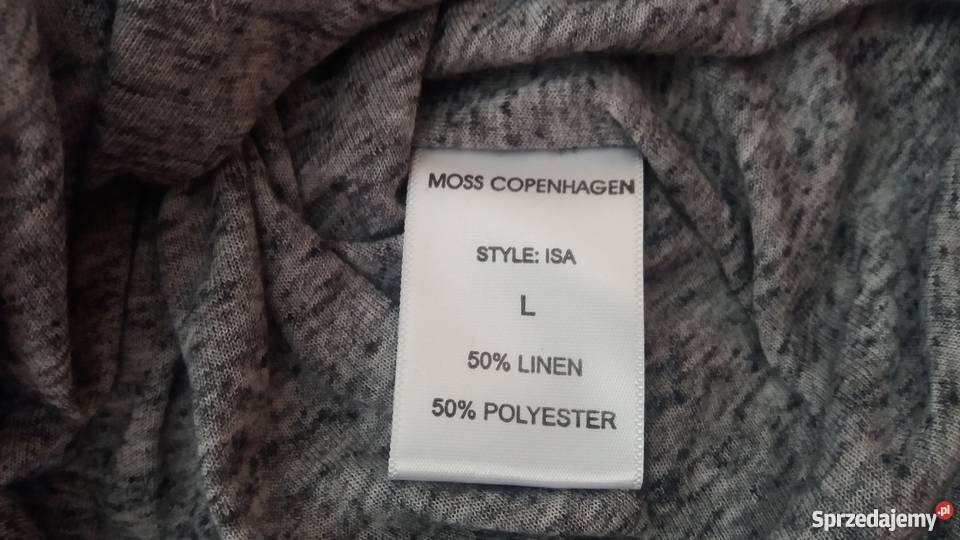 MOSS COPENHAGEN
STYLE: ISA
L
50% LINEN
50% POLYESTER
Sprzedajemy.pl